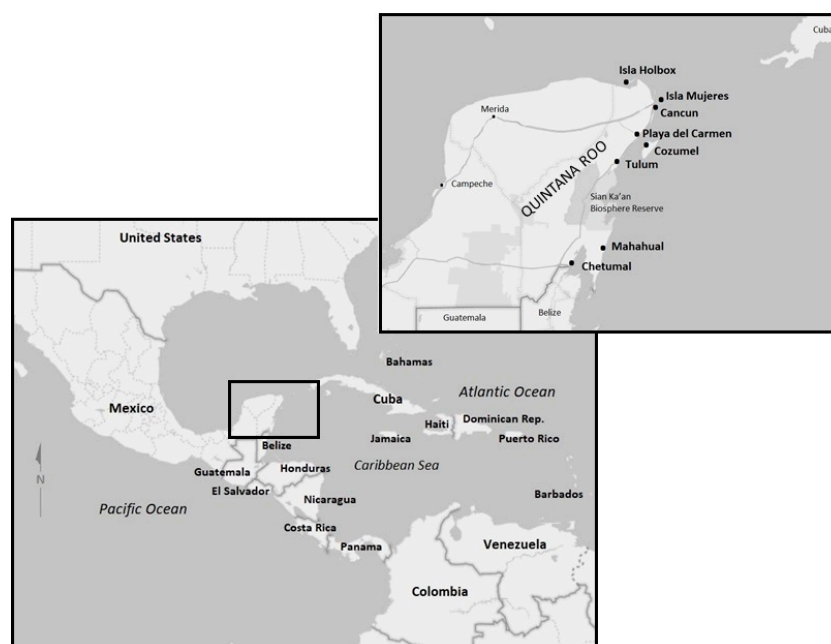 Cuba
Isla Holbox
Isla Mujeres
Merida
Cancun
Playa del Carmen
Cozumel
QUINTANA ROO
Tulum
Campeche
Sian Ka'an
Biosphere Reserve
Mahahual
Chetumal
Guatemala
Belize
United States
Bahamas
Atlantic Ocean
Cuba
Mexico
Haiti
Dominican Rep.
Jamaica
Puerto Rico
Belize
Caribbean Sea
Guatemala
Honduras
N
El Salvador
Nicaragua
Barbados
Pacific Ocean
Costa Rica
Panama
Venezuela
Colombia